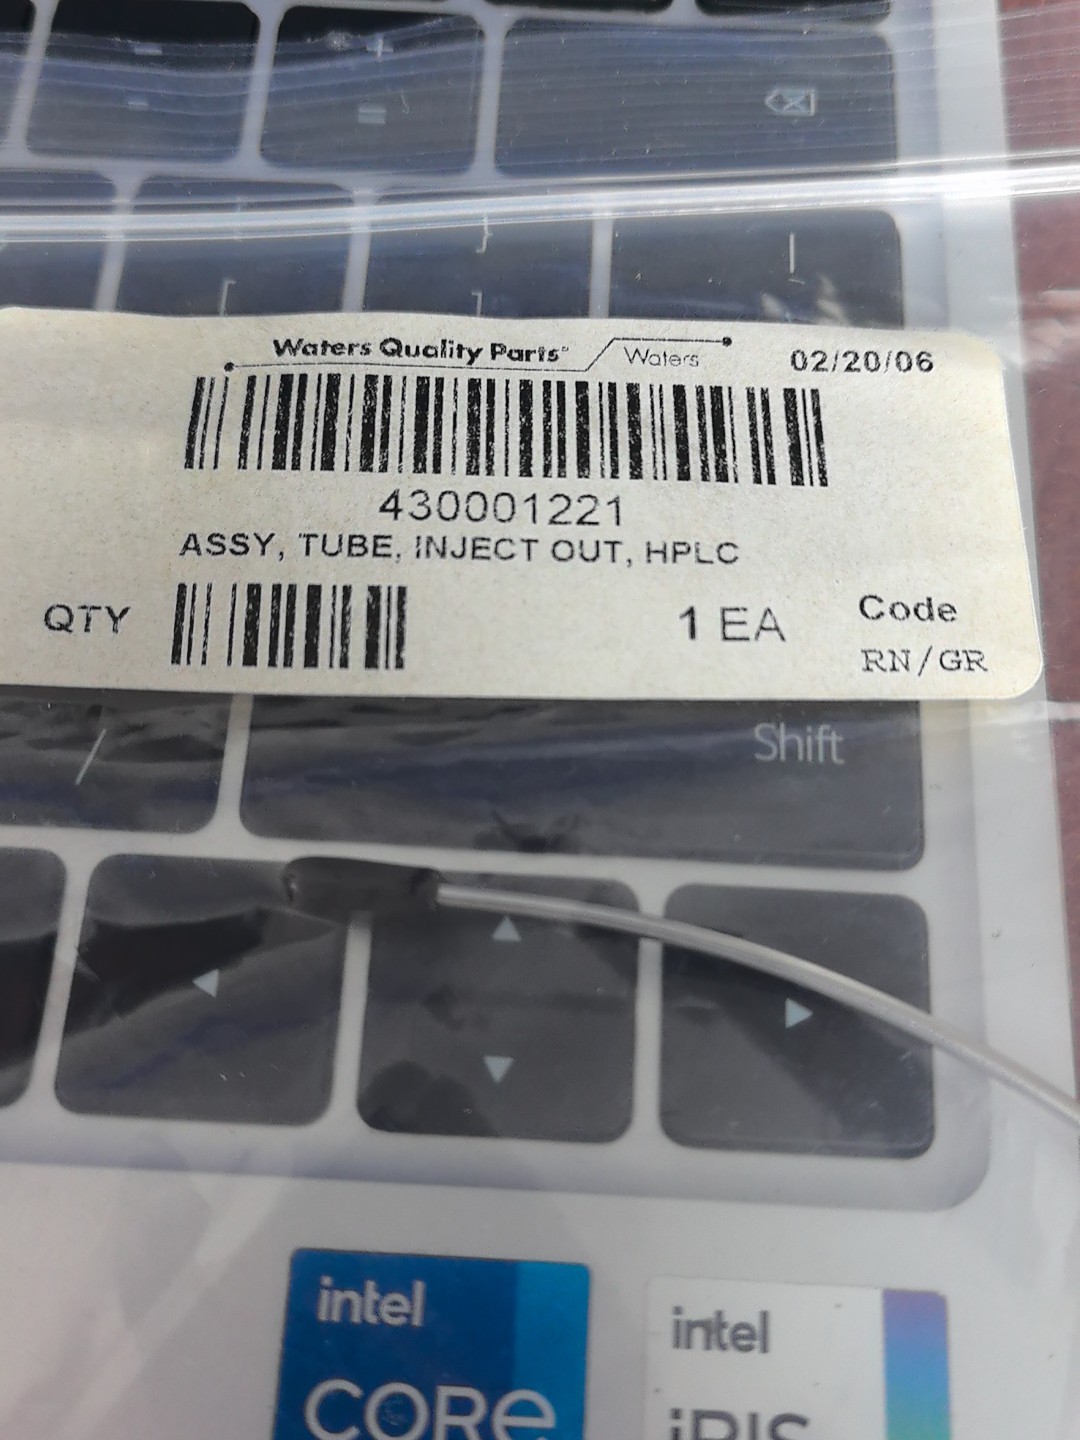 Waters Quality Parts Waters 02/20/06
430001221
ASSY, TUBE, INJECT OUT, HPLC
QTY 1 EA Code
RN/GR
Shift
intel
CORE
intel
iRIS